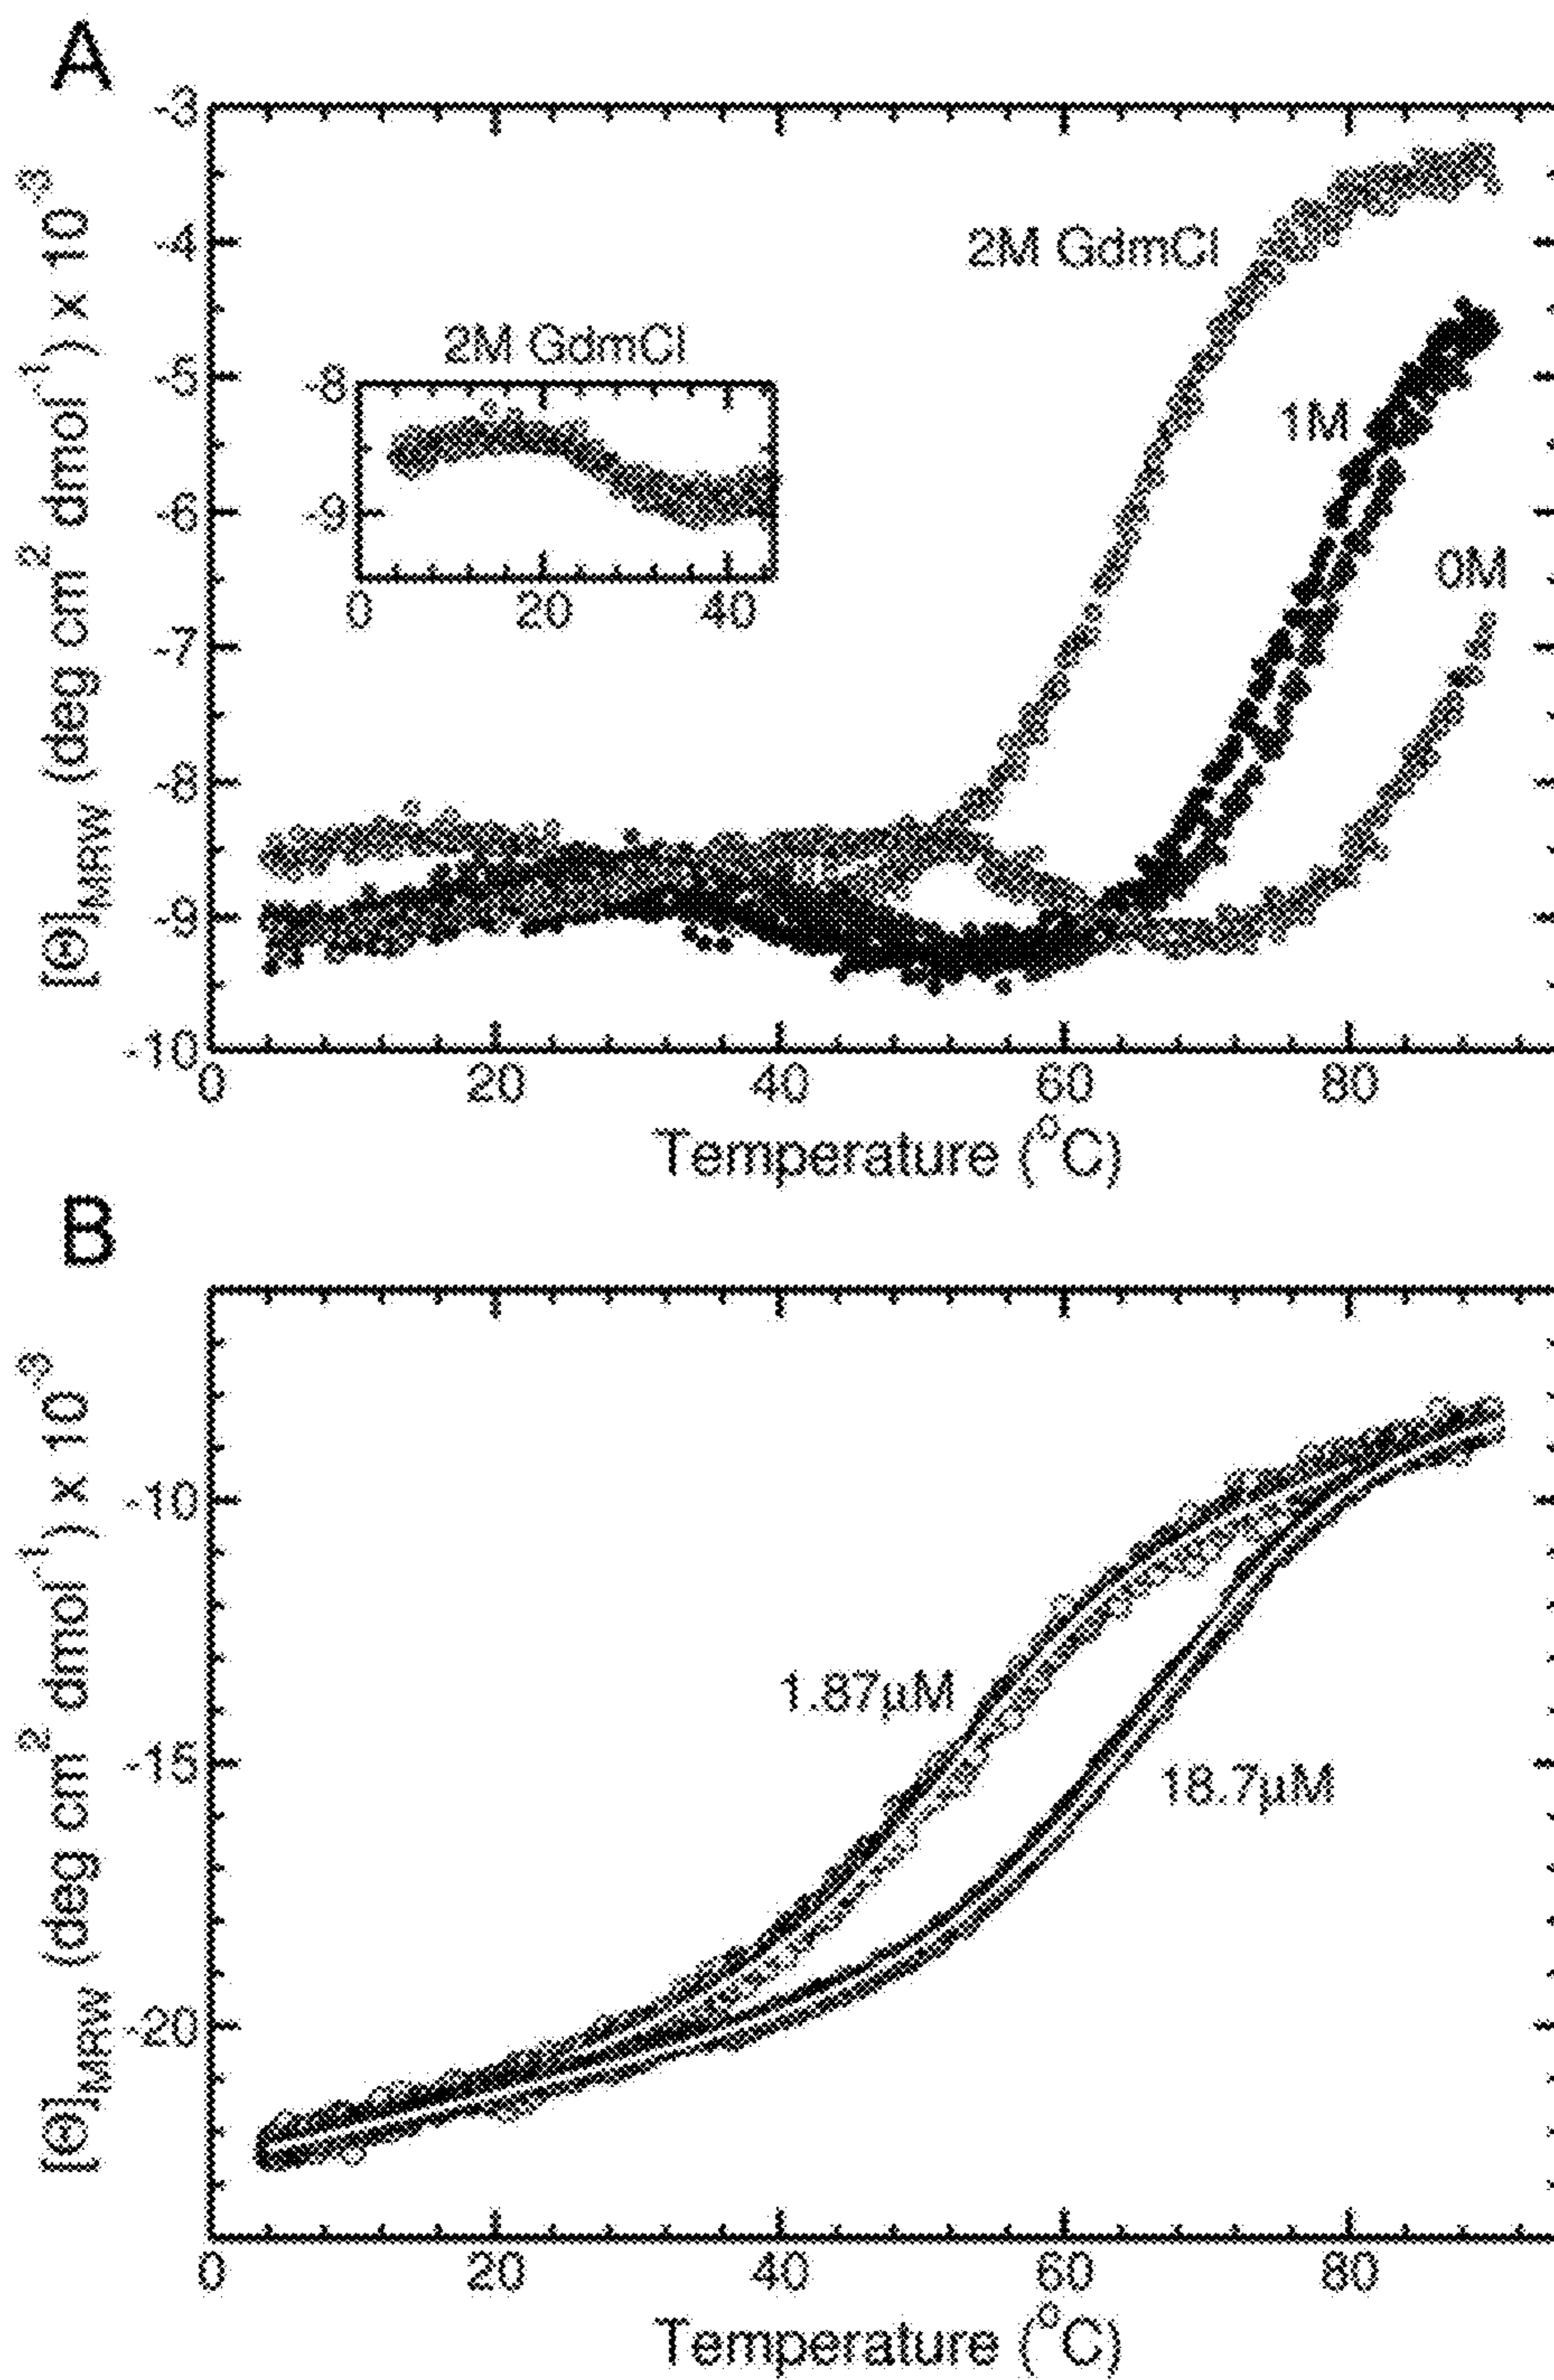 A
[Θ]MRW (deg cm2 dmol-1) x 10-3
-3
-4
-5
-6
-7
-8
-9
-10
2M GdmCl
1M
0M
2M GdmCl
-8
-9
0 20 40
0 20 40 60 80
Temperature (oC)
B
[Θ]MRW (deg cm2 dmol-1) x 10-3
-10
-15
-20
1.87μM
18.7μM
0 20 40 60 80
Temperature (oC)